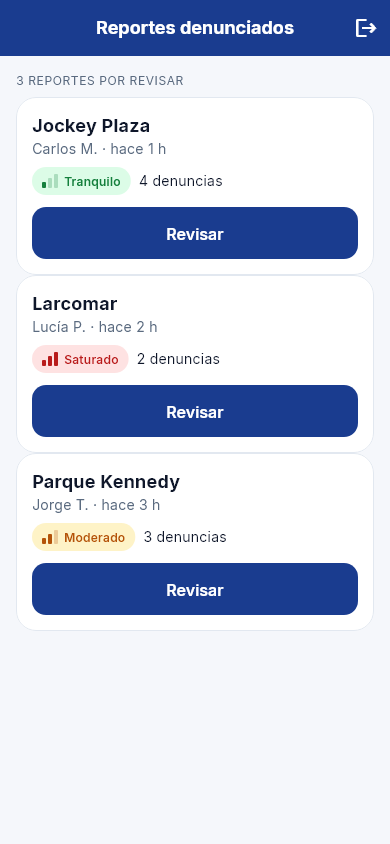 Reportes denunciados
3 REPORTES POR REVISAR
Jockey Plaza
Carlos M. · hace 1 h
Tranquilo 4 denuncias
Revisar
Larcomar
Lucía P. · hace 2 h
Saturado 2 denuncias
Revisar
Parque Kennedy
Jorge T. · hace 3 h
Moderado 3 denuncias
Revisar